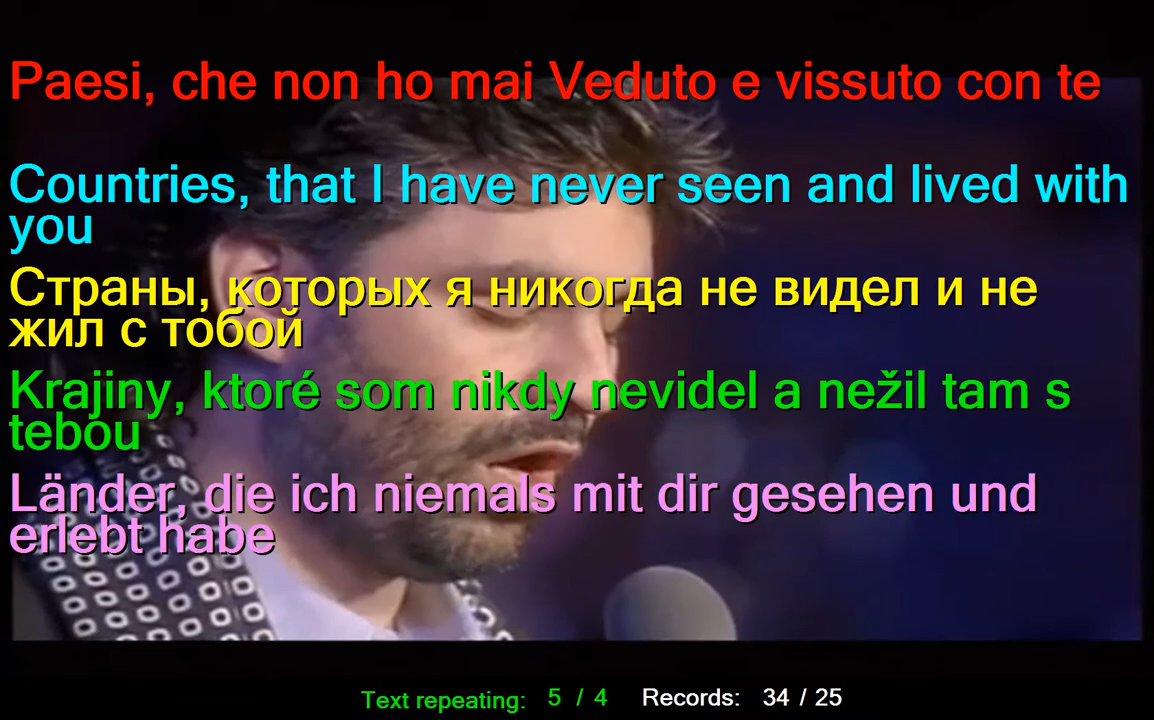 Paesi, che non ho mai Veduto e vissuto con te
Countries, that I have never seen and lived with
you
Страны, которых я никогда не видел и не
жил с тобой
Krajiny, ktoré som nikdy nevidel a nežil tam s
tebou
Länder, die ich niemals mit dir gesehen und
erlebt habe
Text repeating: 5 / 4 Records: 34 / 25